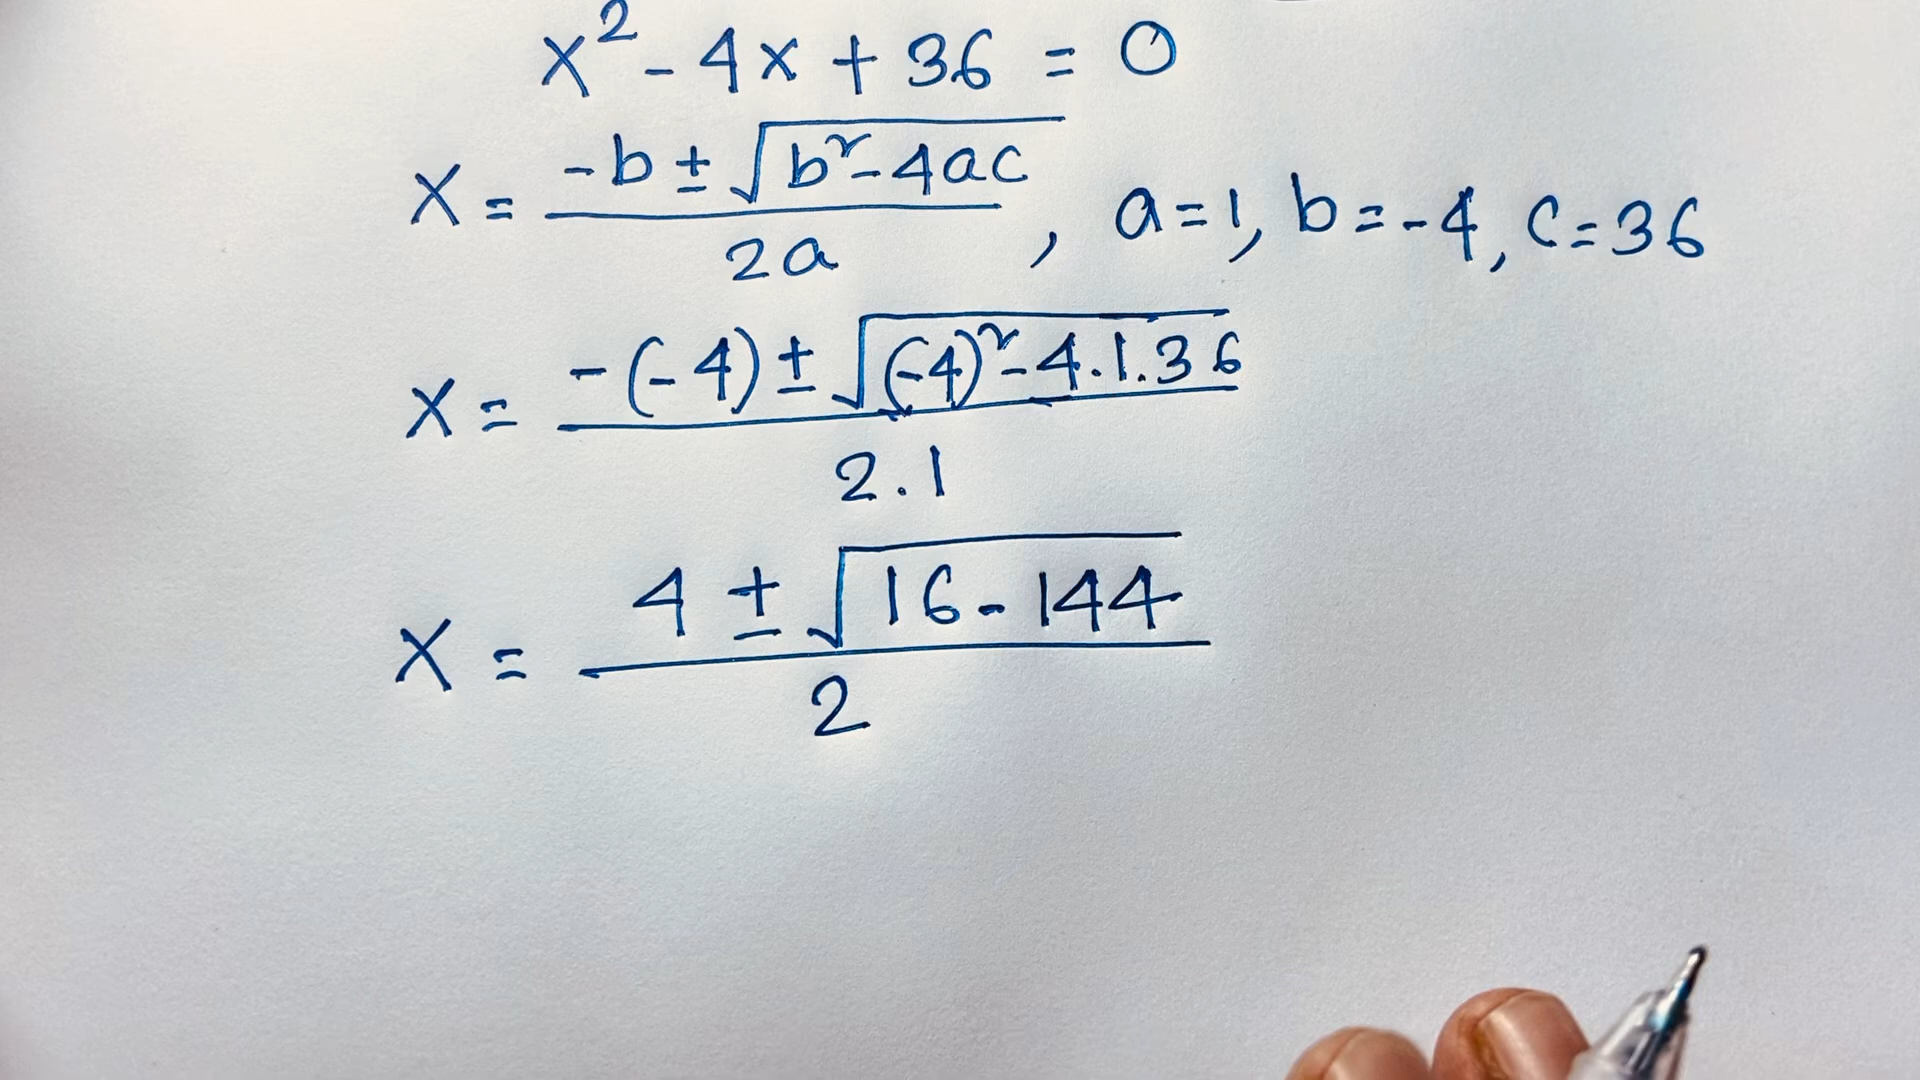 x² - 4x + 36 = 0
x = (-b ± √(b² - 4ac)) / 2a , a=1, b=-4, c=36
x = (-(-4) ± √((-4)² - 4.1.36)) / 2.1
x = (4 ± √(16 - 144)) / 2